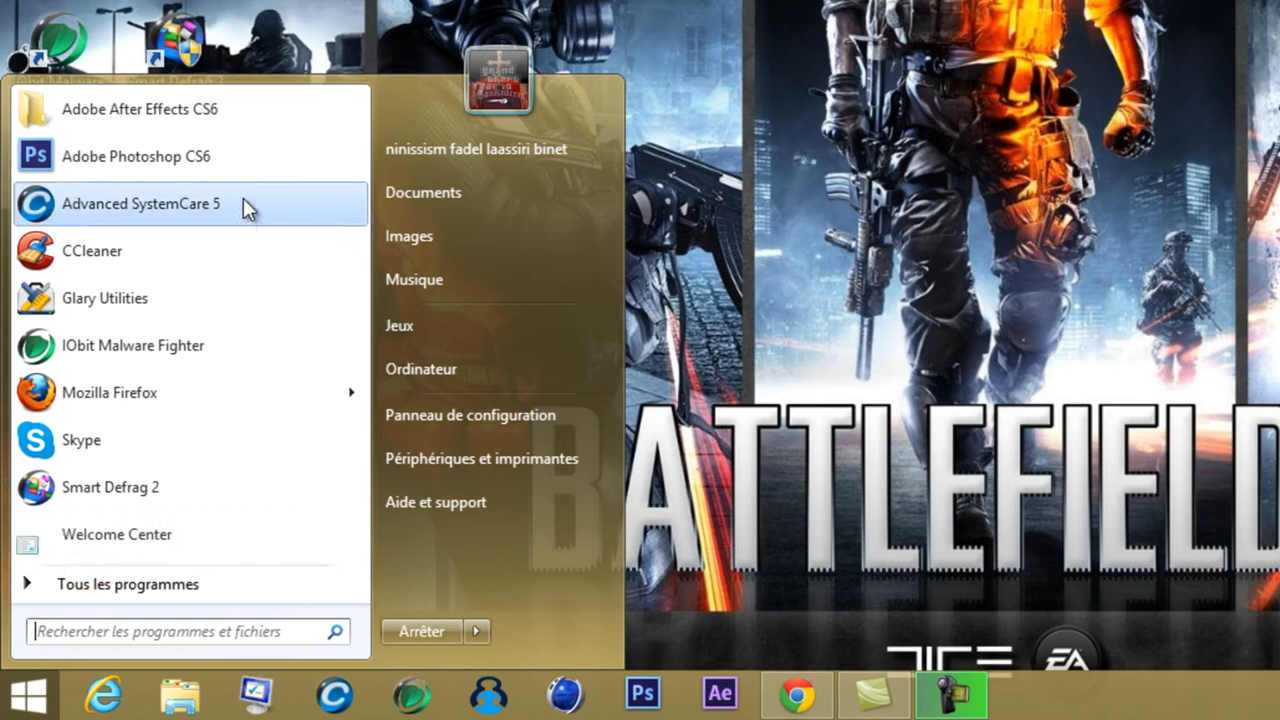 Adobe After Effects CS6
Ps
Adobe Photoshop CS6
Advanced SystemCare 5
CCleaner
Glary Utilities
IObit Malware Fighter
Mozilla Firefox
Skype
Smart Defrag 2
Welcome Center
Tous les programmes
Rechercher les programmes et fichiers
ninissism fadel laassiri binet
Documents
Images
Musique
Jeux
Ordinateur
Panneau de configuration
Périphériques et imprimantes
Aide et support
Arrêter
BATTLEFIELD
EA
Ps
Ae